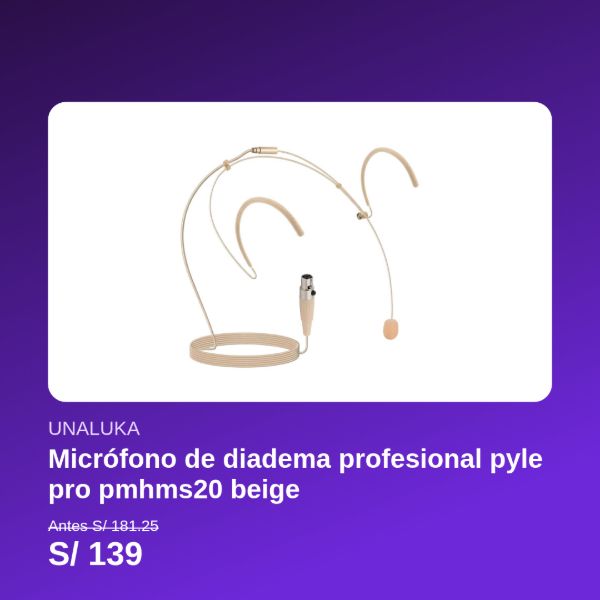 UNALUKA
Micrófono de diadema profesional pyle
pro pmhms20 beige
Antes S/ 181.25
S/ 139